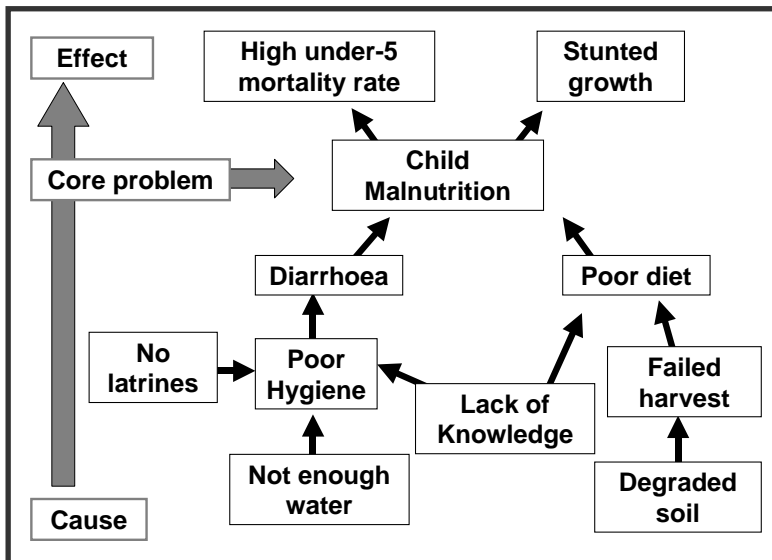 Effect
High under-5
mortality rate
Stunted
growth
Core problem
Child
Malnutrition
Diarrhoea
Poor diet
No
latrines
Poor
Hygiene
Lack of
Knowledge
Failed
harvest
Not enough
water
Degraded
soil
Cause